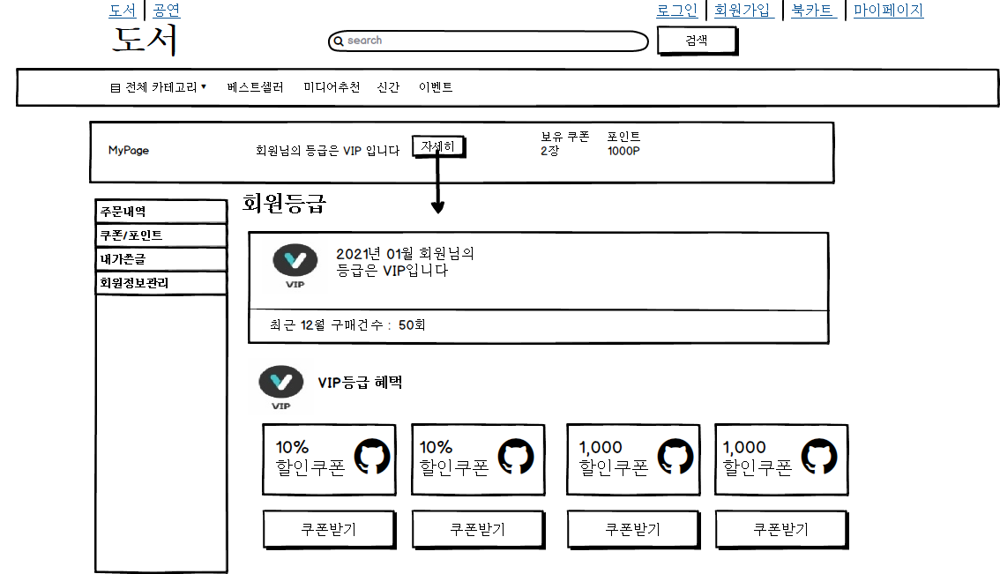 도서 공연 로그인 회원가입 북카트 마이페이지
도서 search 검색
전체 카테고리 베스트셀러 미디어추천 신간 이벤트
보유 쿠폰 포인트
MyPage 회원님의 등급은 VIP 입니다 자세히 2장 1000P
회원등급
주문내역
쿠폰/포인트
내가쓴글
회원정보관리
2021년 01월 회원님의
등급은 VIP입니다
VIP
최근 12월 구매건수 : 50회
VIP등급 혜택
VIP
10% 10% 1,000 1,000
할인쿠폰 할인쿠폰 할인쿠폰 할인쿠폰
쿠폰받기 쿠폰받기 쿠폰받기 쿠폰받기